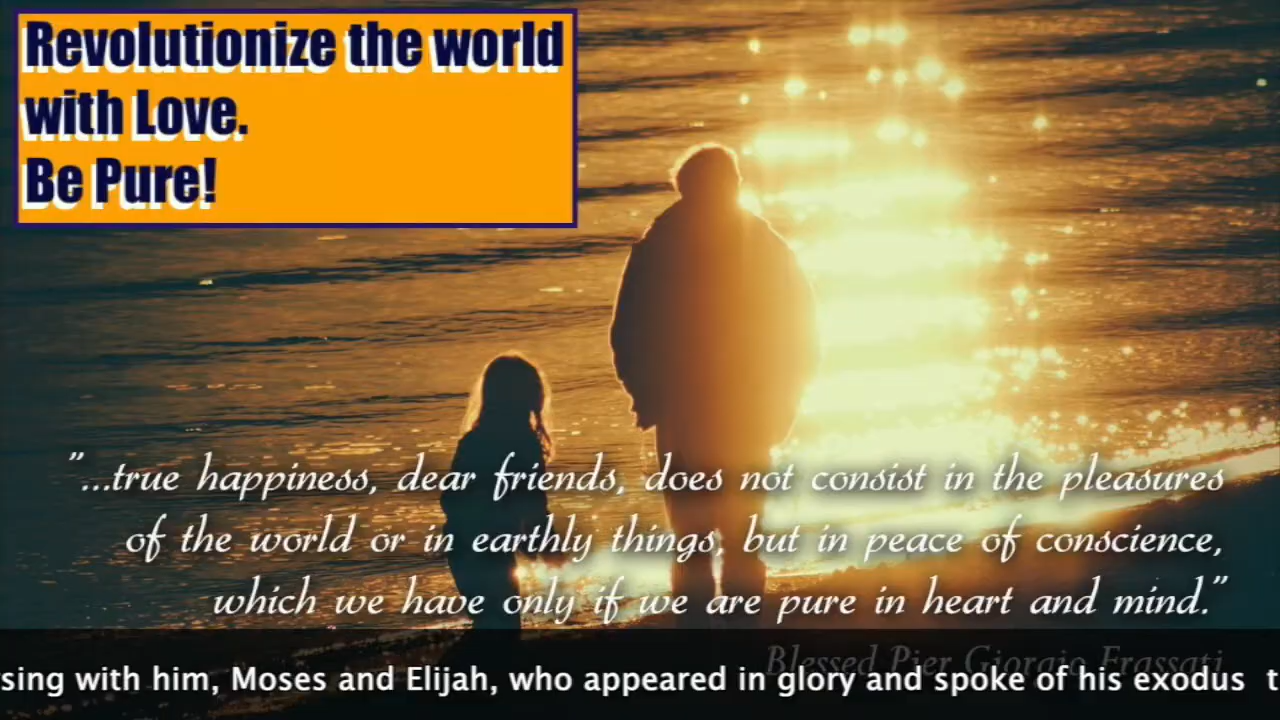 Revolutionize the world
with Love.
Be Pure!
"...true happiness, dear friends, does not consist in the pleasures
of the world or in earthly things, but in peace of conscience,
which we have only if we are pure in heart and mind."
Blessed Pier Giorgio Frassati
sing with him, Moses and Elijah, who appeared in glory and spoke of his exodus t